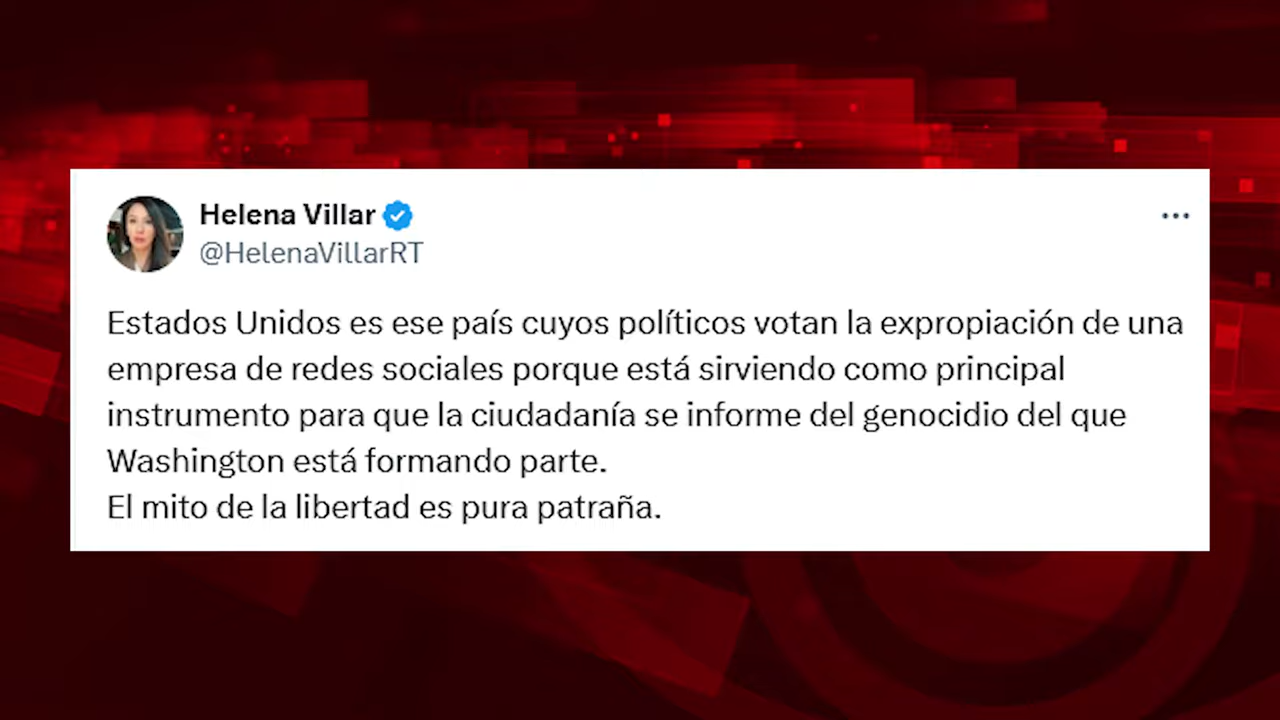 Helena Villar
@HelenaVillarRT
Estados Unidos es ese país cuyos políticos votan la expropiación de una
empresa de redes sociales porque está sirviendo como principal
instrumento para que la ciudadanía se informe del genocidio del que
Washington está formando parte.
El mito de la libertad es pura patraña.